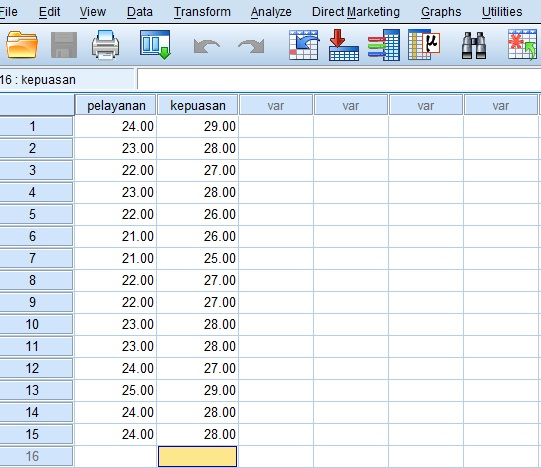 File Edit View Data Transform Analyze Direct Marketing Graphs Utilities
16 : kepuasan
pelayanan kepuasan var var var var
1 24.00 29.00
2 23.00 28.00
3 22.00 27.00
4 23.00 28.00
5 22.00 26.00
6 21.00 26.00
7 21.00 25.00
8 22.00 27.00
9 22.00 27.00
10 23.00 28.00
11 23.00 28.00
12 24.00 27.00
13 25.00 29.00
14 24.00 28.00
15 24.00 28.00
16